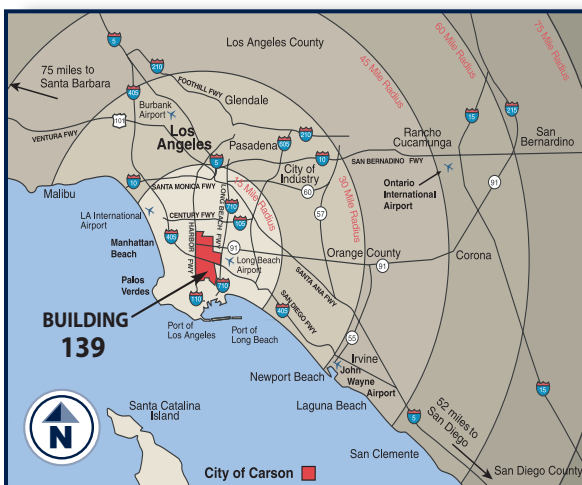 Los Angeles County
60 Mile Radius
75 Mile Radius
5
210
45 Mile Radius
75 miles to
Santa Barbara
FOOTHILL FWY
405
Glendale
Burbank
Airport
15
215
VENTURA FWY
101
Los
Angeles
Pasadena
605
210
Rancho
Cucamonga
San
Bernardino
5
10
SAN BERNARDINO FWY
City of
Industry
10
SANTA MONICA FWY
60
Ontario
International
Airport
91
Malibu
15 Mile Radius
30 Mile Radius
LONG BEACH FWY
710
57
LA International
Airport
CENTURY FWY
105
405
HARBOR FWY
91
Orange County
Manhattan
Beach
Long Beach
Airport
91
Corona
SANTA ANA FWY
Palos
Verdes
110
710
SAN DIEGO FWY
405
BUILDING
139
Port of
Los Angeles
Port of
Long Beach
55
Irvine
John
Wayne
Airport
Newport Beach
15
Santa Catalina
Island
Laguna Beach
5
52 miles to
San Diego
N
San Clemente
City of Carson
San Diego County